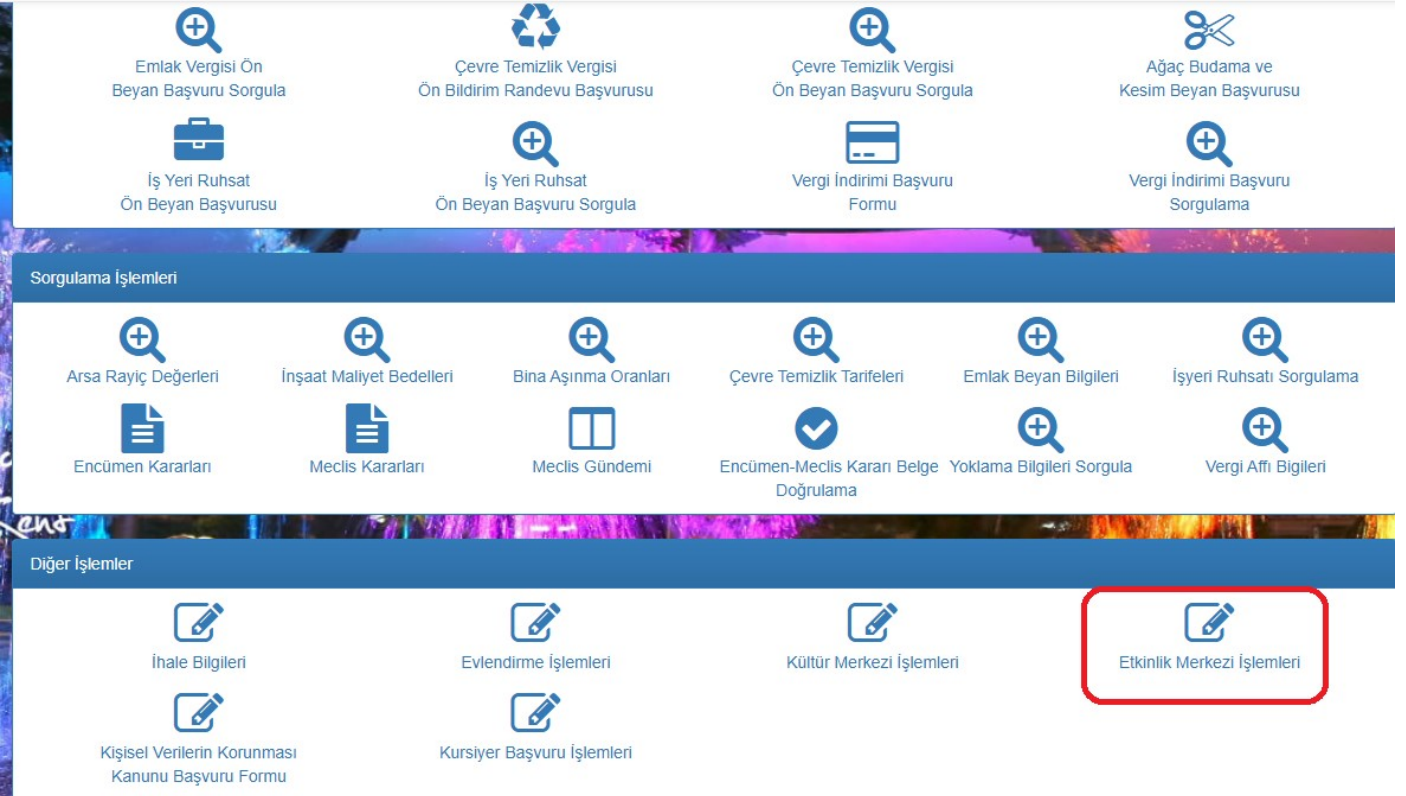 Emlak Vergisi Ön
Beyan Başvuru Sorgula
Çevre Temizlik Vergisi
Ön Bildirim Randevu Başvurusu
Çevre Temizlik Vergisi
Ön Beyan Başvuru Sorgula
Ağaç Budama ve
Kesim Beyan Başvurusu
İş Yeri Ruhsat
Ön Beyan Başvurusu
İş Yeri Ruhsat
Ön Beyan Başvuru Sorgula
Vergi İndirimi Başvuru
Formu
Vergi İndirimi Başvuru
Sorgulama
Sorgulama İşlemleri
Arsa Rayiç Değerleri
İnşaat Maliyet Bedelleri
Bina Aşınma Oranları
Çevre Temizlik Tarifeleri
Emlak Beyan Bilgileri
İşyeri Ruhsatı Sorgulama
Encümen Kararları
Meclis Kararları
Meclis Gündemi
Encümen-Meclis Kararı Belge
Doğrulama
Yoklama Bilgileri Sorgula
Vergi Affı Bigileri
Diğer İşlemler
İhale Bilgileri
Evlendirme İşlemleri
Kültür Merkezi İşlemleri
Etkinlik Merkezi İşlemleri
Kişisel Verilerin Korunması
Kanunu Başvuru Formu
Kursiyer Başvuru İşlemleri